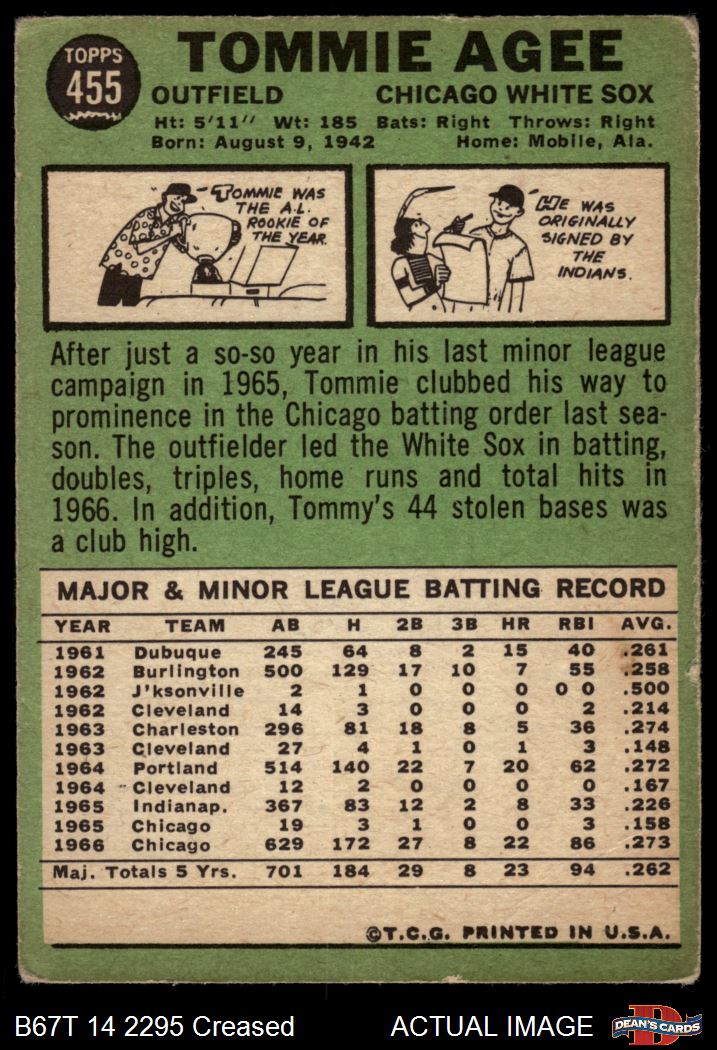 TOPPS
455
TOMMIE AGEE
OUTFIELD CHICAGO WHITE SOX
Ht: 5'11" Wt: 185 Bats: Right Throws: Right
Born: August 9, 1942 Home: Mobile, Ala.
TOMMIE WAS
THE A.L.
ROOKIE OF
THE YEAR.
HE WAS
ORIGINALLY
SIGNED BY
THE
INDIANS.
After just a so-so year in his last minor league
campaign in 1965, Tommie clubbed his way to
prominence in the Chicago batting order last sea-
son. The outfielder led the White Sox in batting,
doubles, triples, home runs and total hits in
1966. In addition, Tommy's 44 stolen bases was
a club high.
MAJOR & MINOR LEAGUE BATTING RECORD
YEAR TEAM AB H 2B 3B HR RBI AVG.
1961 Dubuque 245 64 8 2 15 40 .261
1962 Burlington 500 129 17 10 7 55 .258
1962 J'ksonville 2 1 0 0 0 0 0 .500
1962 Cleveland 14 3 0 0 0 2 .214
1963 Charleston 296 81 18 8 5 36 .274
1963 Cleveland 27 4 1 0 1 3 .148
1964 Portland 514 140 22 7 20 62 .272
1964 Cleveland 12 2 0 0 0 0 .167
1965 Indianap. 367 83 12 2 8 33 .226
1965 Chicago 19 3 1 0 0 3 .158
1966 Chicago 629 172 27 8 22 86 .273
Maj. Totals 5 Yrs. 701 184 29 8 23 94 .262
©T.C.G. PRINTED IN U.S.A.
B67T 14 2295 Creased ACTUAL IMAGE
D
DEAN'S CARDS